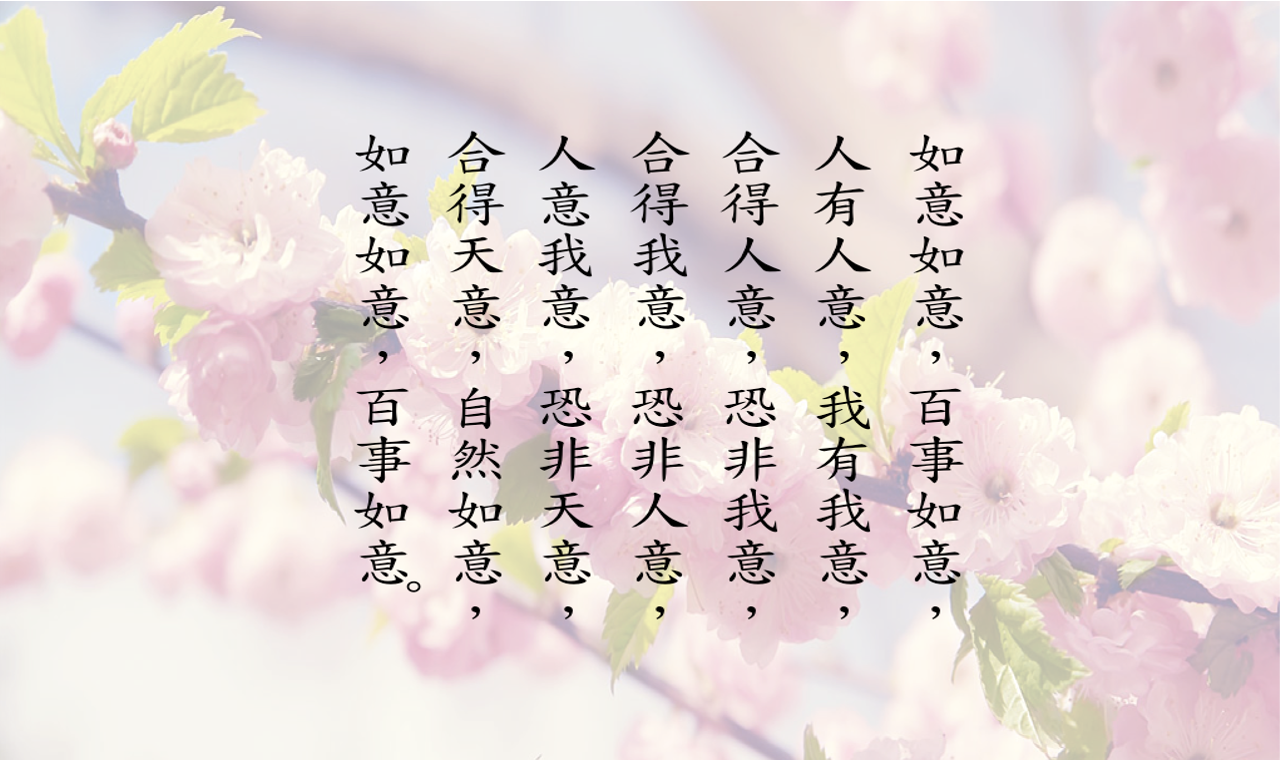 如意如意，百事如意，
人有人意，我有我意，
合得人意，恐非我意，
合得我意，恐非人意，
人意我意，恐非天意，
合得天意，自然如意，
如意如意，百事如意。